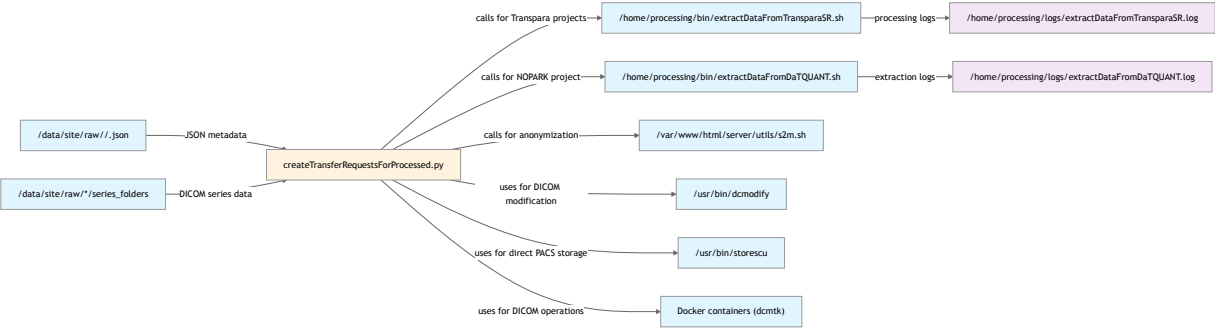 calls for Transpara projects
/home/processing/bin/extractDataFromTransparaSR.sh
processing logs
/home/processing/logs/extractDataFromTransparaSR.log
calls for NOPARK project
/home/processing/bin/extractDataFromDaTQUANT.sh
extraction logs
/home/processing/logs/extractDataFromDaTQUANT.log
/data/site/raw//.json
JSON metadata
calls for anonymization
/var/www/html/server/utils/s2m.sh
createTransferRequestsForProcessed.py
/data/site/raw/*/series_folders
DICOM series data
uses for DICOM
modification
/usr/bin/dcmodify
uses for direct PACS storage
/usr/bin/storescu
uses for DICOM operations
Docker containers (dcmtk)